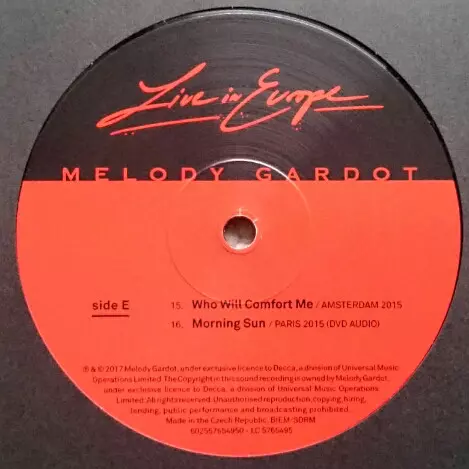 Live in Europe
MELODY GARDOT
side E
15. Who Will Comfort Me / AMSTERDAM 2015
16. Morning Sun / PARIS 2015 (DVD AUDIO)
℗ & © 2017 Melody Gardot, under exclusive licence to Decca, a division of Universal Music
Operations Limited. The Copyright in this sound recording is owned by Melody Gardot,
under exclusive licence to Decca, a division of Universal Music Operations
Limited. All rights reserved. Unauthorised reproduction, copying, hiring,
lending, public performance and broadcasting prohibited.
Made in the Czech Republic. BIEM-SDRM
602557654950 - LC 5765495